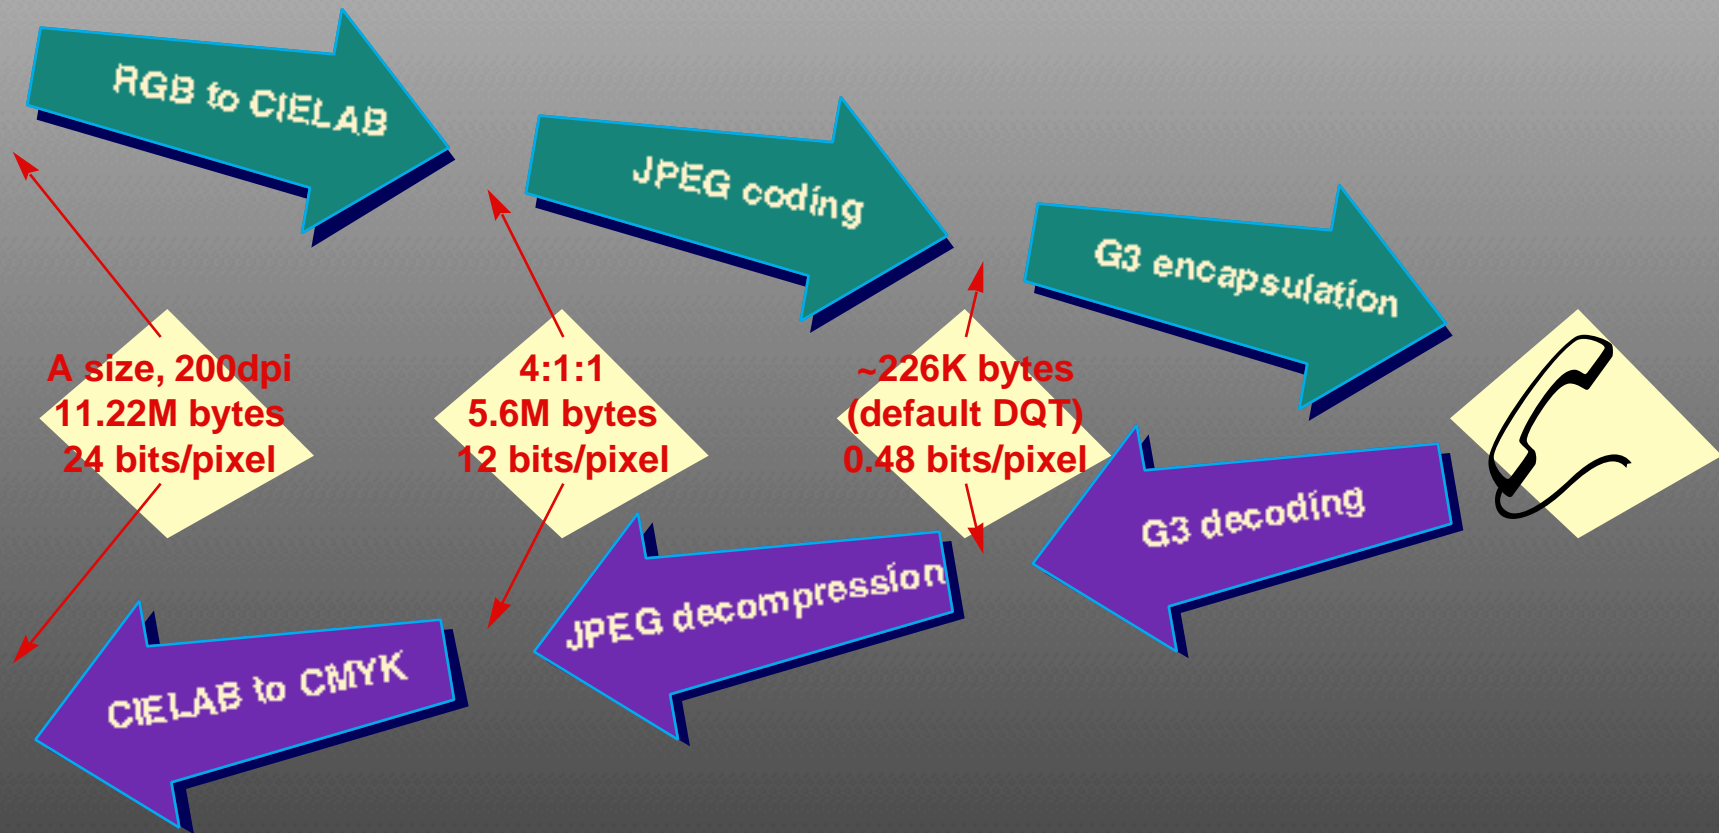 RGB to CIELAB
JPEG coding
G3 encapsulation
A size, 200dpi
11.22M bytes
24 bits/pixel
4:1:1
5.6M bytes
12 bits/pixel
~226K bytes
(default DQT)
0.48 bits/pixel
G3 decoding
JPEG decompression
CIELAB to CMYK